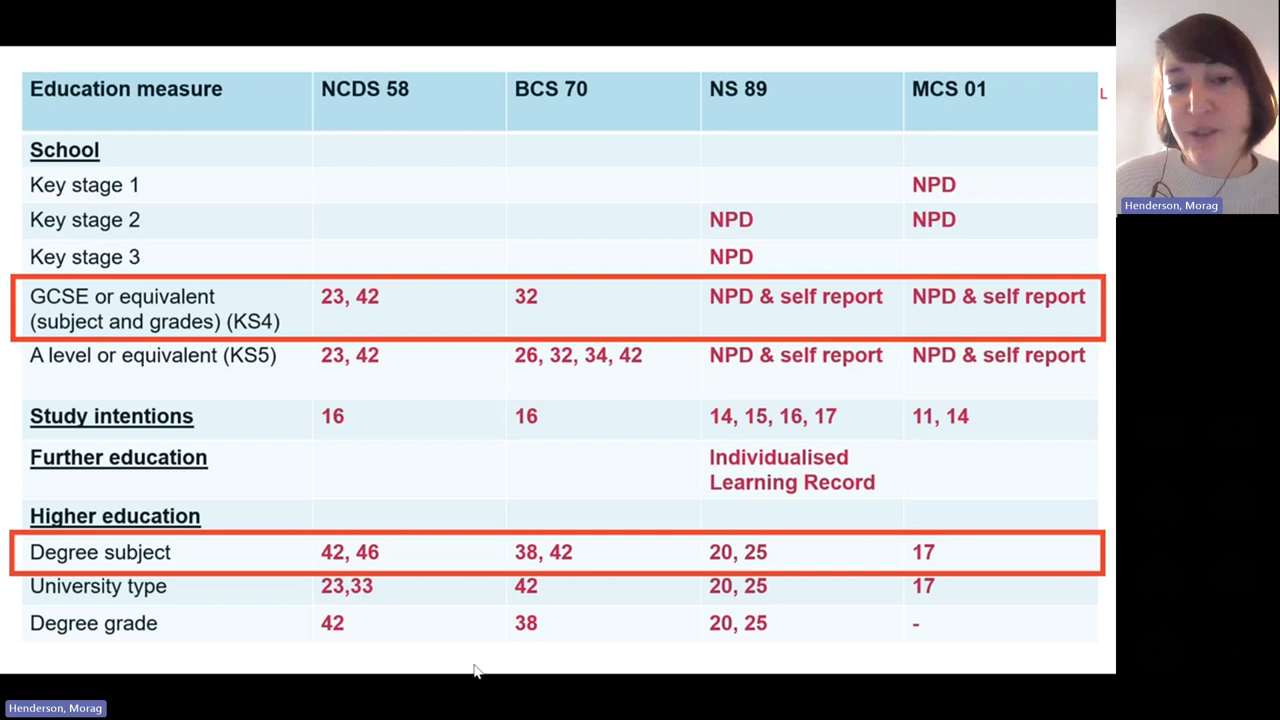 Education measure NCDS 58 BCS 70 NS 89 MCS 01
L
School
Key stage 1 NPD
Key stage 2 NPD NPD
Key stage 3 NPD
GCSE or equivalent 23, 42 32 NPD & self report NPD & self report
(subject and grades) (KS4)
A level or equivalent (KS5) 23, 42 26, 32, 34, 42 NPD & self report NPD & self report
Study intentions 16 16 14, 15, 16, 17 11, 14
Further education Individualised
Learning Record
Higher education
Degree subject 42, 46 38, 42 20, 25 17
University type 23,33 42 20, 25 17
Degree grade 42 38 20, 25 -
Henderson, Morag
Henderson, Morag